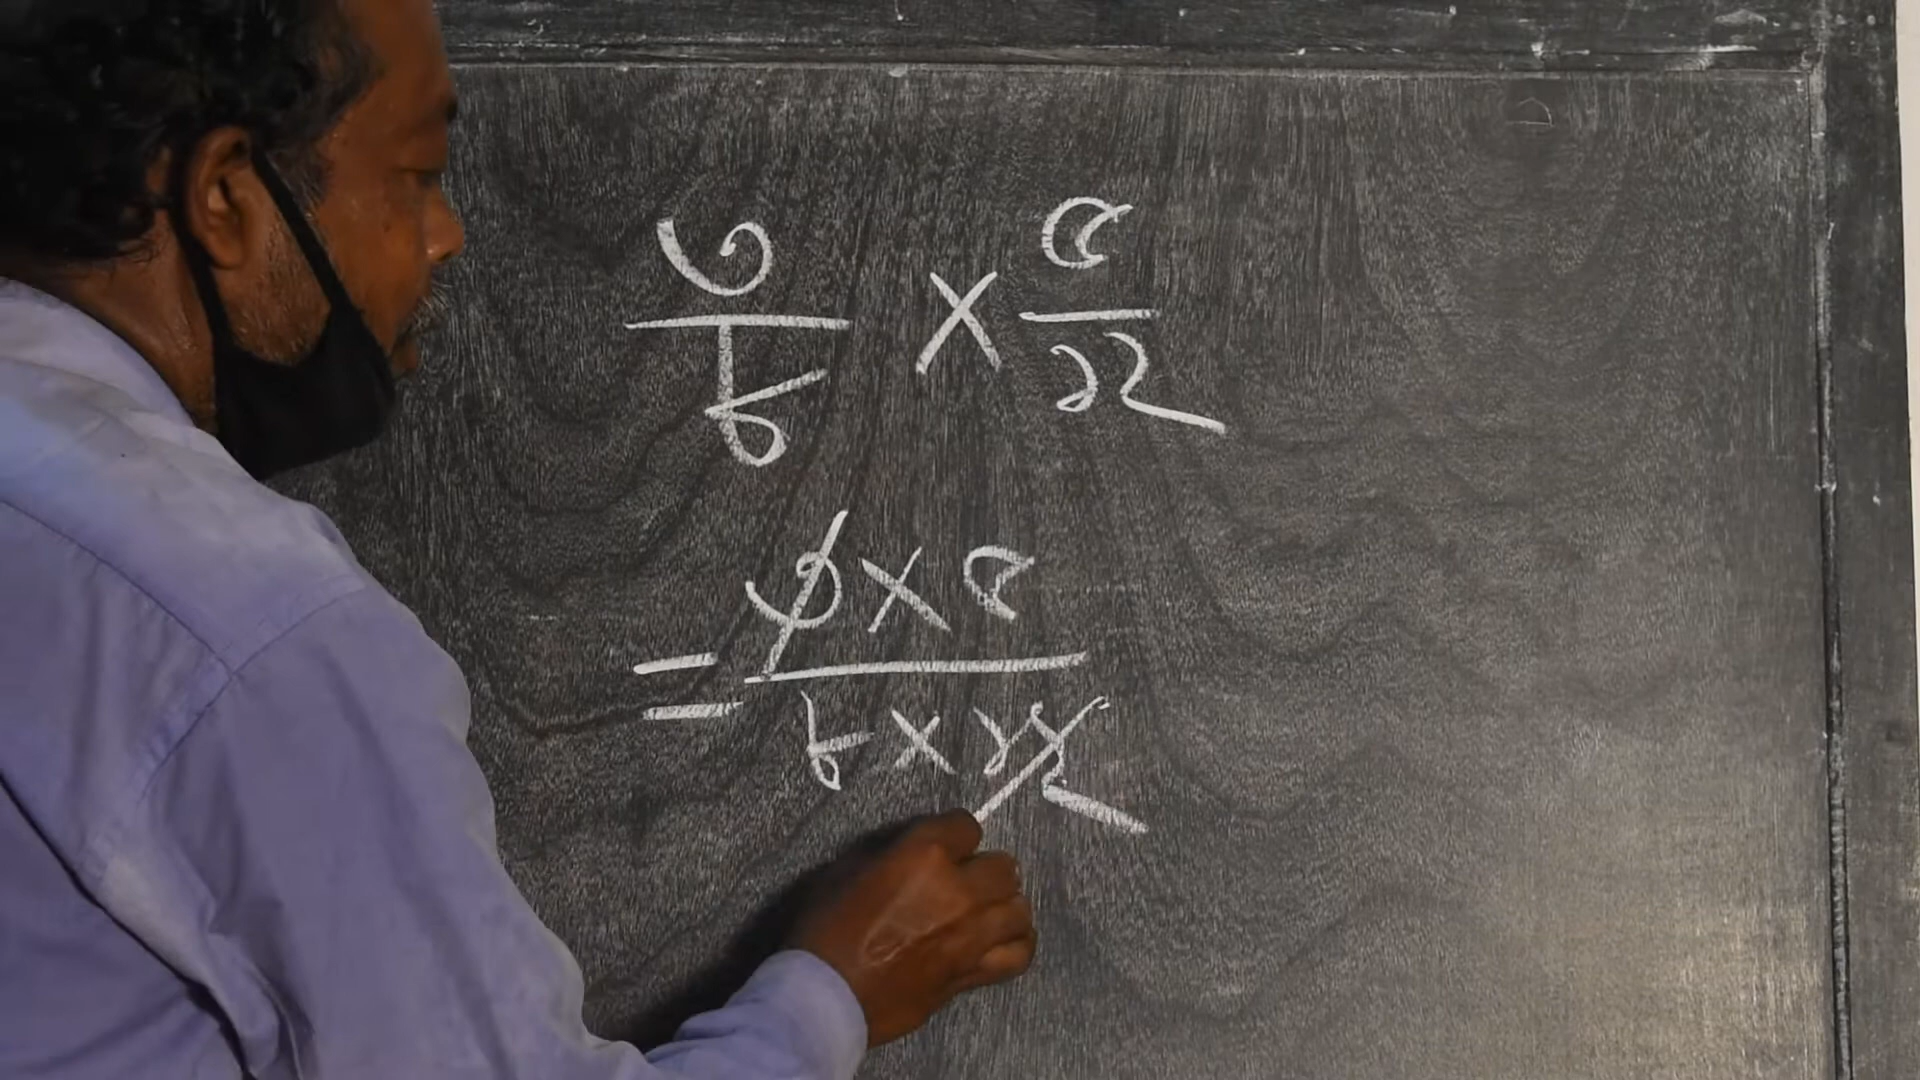 ৩ × ৫
৮ ১২
= ৩ × ৫
৮ × ১২